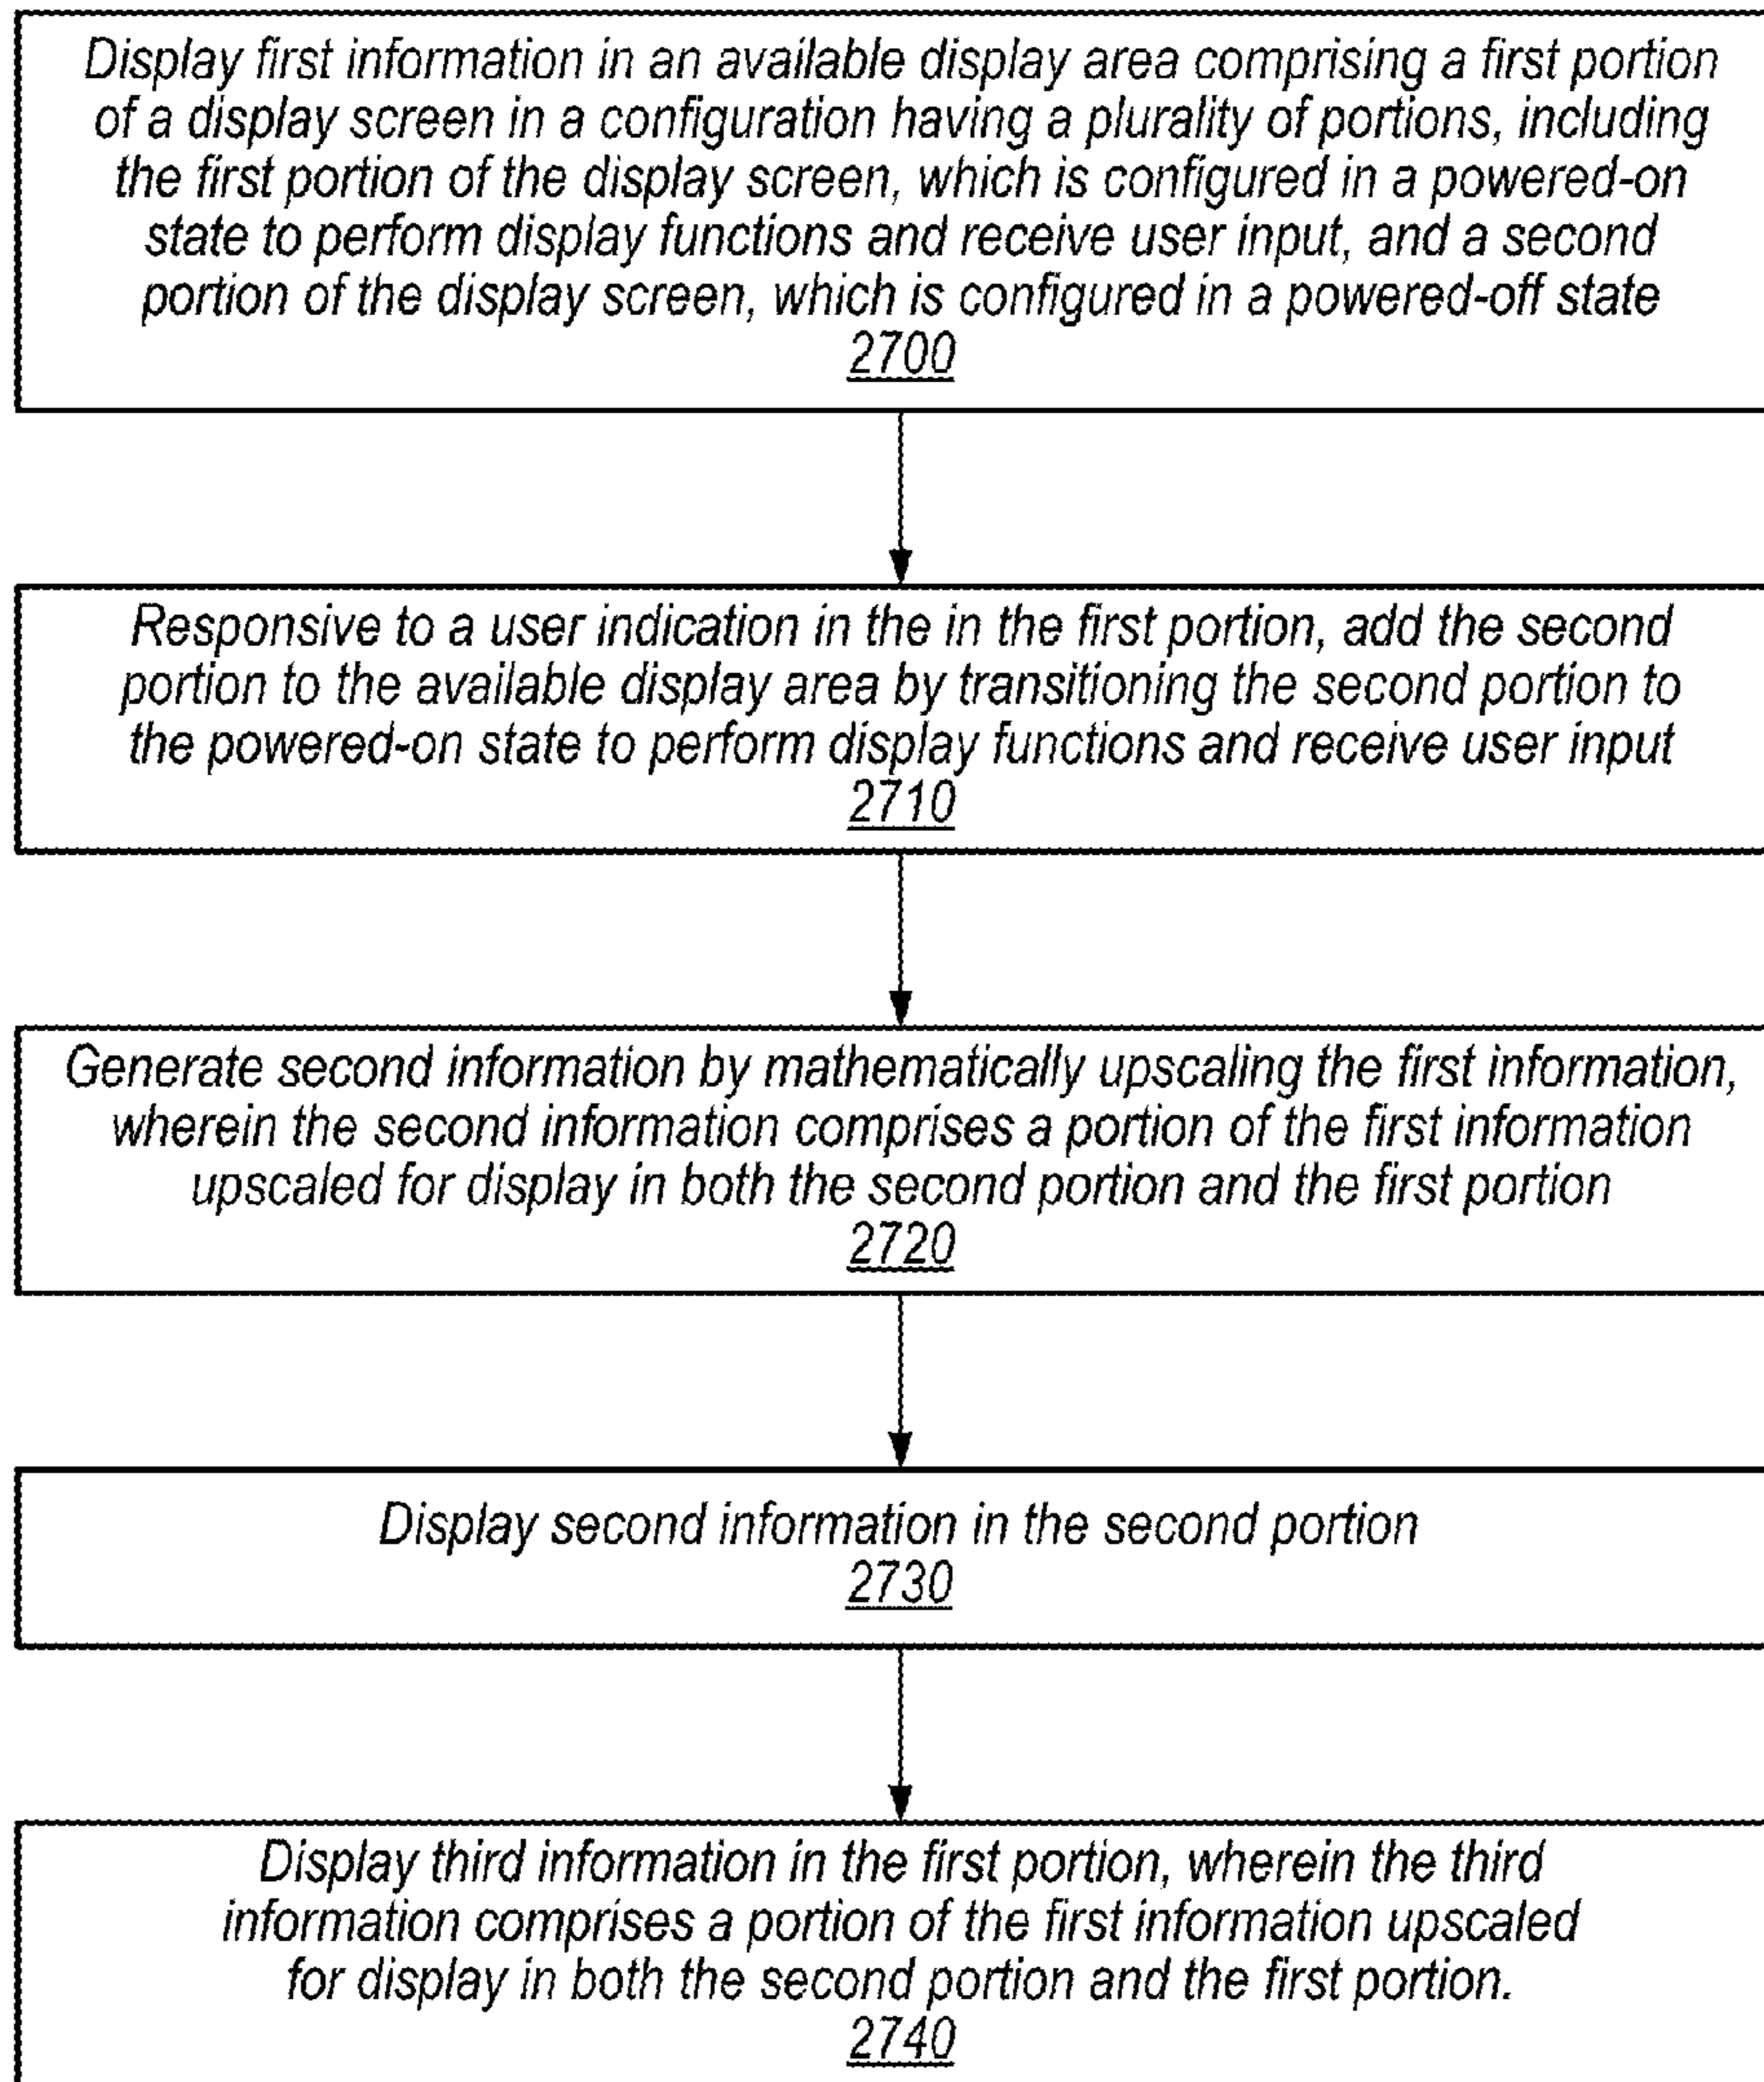 Display first information in an available display area comprising a first portion
of a display screen in a configuration having a plurality of portions, including
the first portion of the display screen, which is configured in a powered-on
state to perform display functions and receive user input, and a second
portion of the display screen, which is configured in a powered-off state
2700
Responsive to a user indication in the in the first portion, add the second
portion to the available display area by transitioning the second portion to
the powered-on state to perform display functions and receive user input
2710
Generate second information by mathematically upscaling the first information,
wherein the second information comprises a portion of the first information
upscaled for display in both the second portion and the first portion
2720
Display second information in the second portion
2730
Display third information in the first portion, wherein the third
information comprises a portion of the first information upscaled
for display in both the second portion and the first portion.
2740